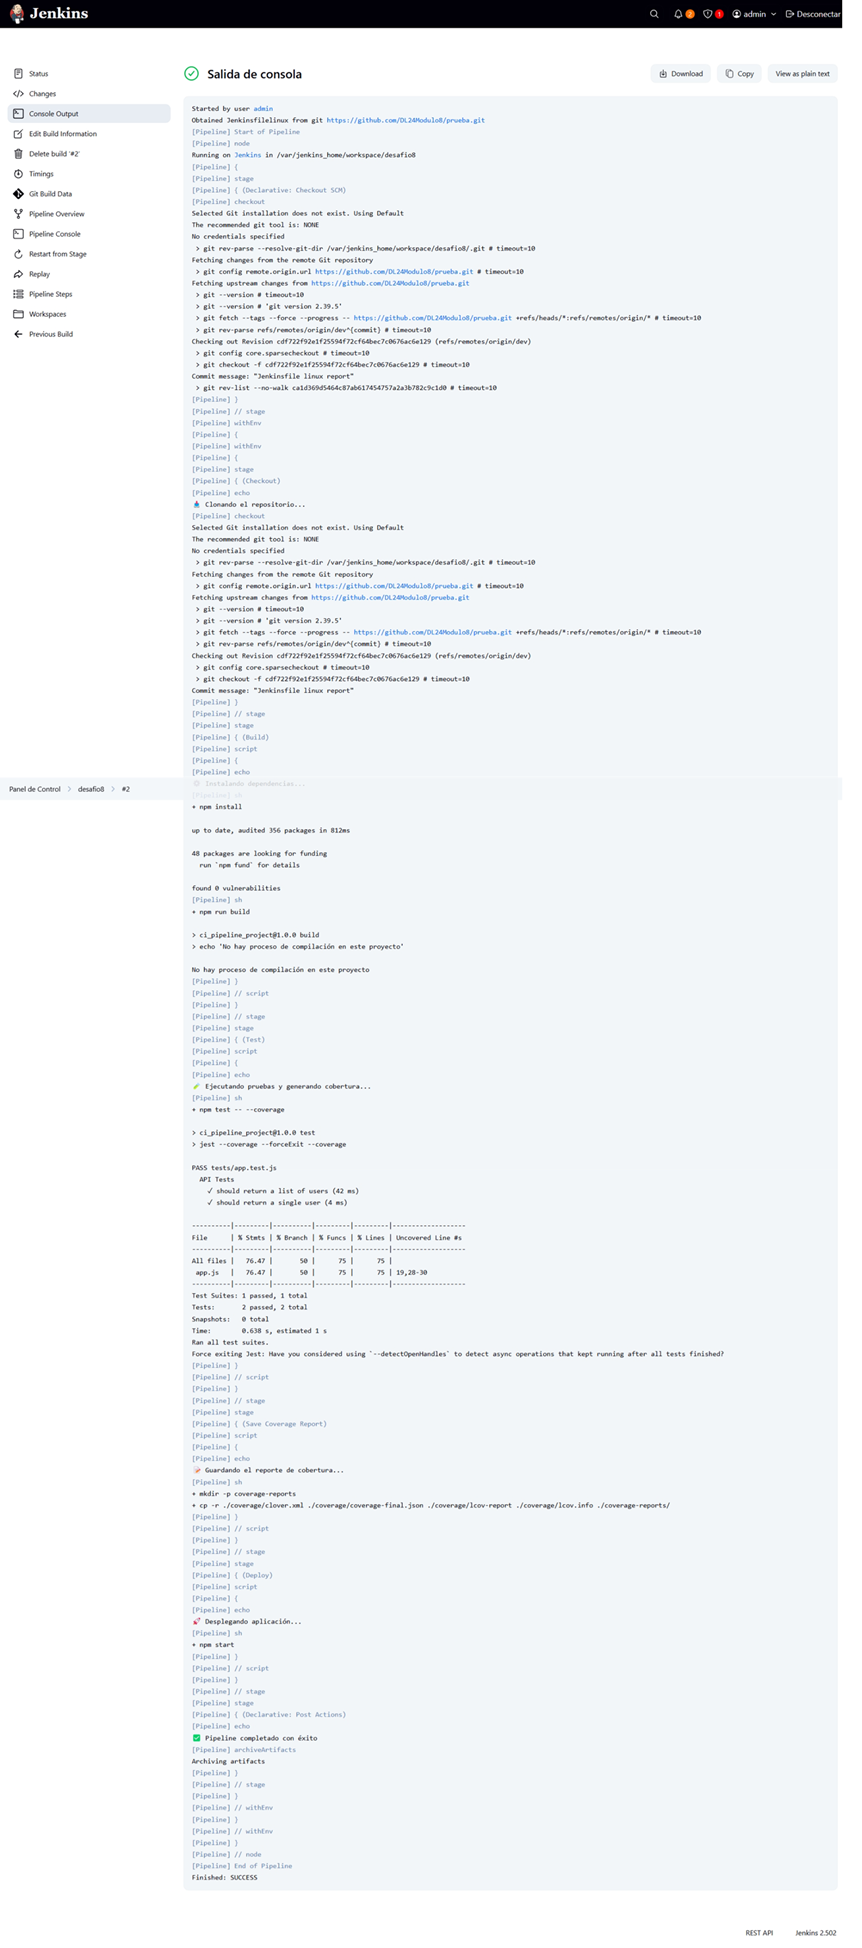 Jenkins
2
1
admin
Desconectar
Status
Changes
Console Output
Edit Build Information
Delete build '#2'
Timings
Git Build Data
Pipeline Overview
Pipeline Console
Restart from Stage
Replay
Pipeline Steps
Workspaces
Previous Build
Salida de consola
Download
Copy
View as plain text
Started by user admin
Obtained Jenkinsfilelinux from git https://github.com/DL24Modulo8/prueba.git
[Pipeline] Start of Pipeline
[Pipeline] node
Running on Jenkins in /var/jenkins_home/workspace/desafio8
[Pipeline] {
[Pipeline] stage
[Pipeline] { (Declarative: Checkout SCM)
[Pipeline] checkout
Selected Git installation does not exist. Using Default
The recommended git tool is: NONE
No credentials specified
> git rev-parse --resolve-git-dir /var/jenkins_home/workspace/desafio8/.git # timeout=10
Fetching changes from the remote Git repository
> git config remote.origin.url https://github.com/DL24Modulo8/prueba.git # timeout=10
Fetching upstream changes from https://github.com/DL24Modulo8/prueba.git
> git --version # timeout=10
> git --version # 'git version 2.39.5'
> git fetch --tags --force --progress -- https://github.com/DL24Modulo8/prueba.git +refs/heads/*:refs/remotes/origin/* # timeout=10
> git rev-parse refs/remotes/origin/dev^{commit} # timeout=10
Checking out Revision cdf722f92e1f25594f72cf64bec7c0676ac6e129 (refs/remotes/origin/dev)
> git config core.sparsecheckout # timeout=10
> git checkout -f cdf722f92e1f25594f72cf64bec7c0676ac6e129 # timeout=10
Commit message: "Jenkinsfile linux report"
> git rev-list --no-walk ca1d369d5464c87ab617454757a2a3b782c9c1d0 # timeout=10
[Pipeline] }
[Pipeline] // stage
[Pipeline] withEnv
[Pipeline] {
[Pipeline] withEnv
[Pipeline] {
[Pipeline] stage
[Pipeline] { (Checkout)
[Pipeline] echo
Clonando el repositorio...
[Pipeline] checkout
Selected Git installation does not exist. Using Default
The recommended git tool is: NONE
No credentials specified
> git rev-parse --resolve-git-dir /var/jenkins_home/workspace/desafio8/.git # timeout=10
Fetching changes from the remote Git repository
> git config remote.origin.url https://github.com/DL24Modulo8/prueba.git # timeout=10
Fetching upstream changes from https://github.com/DL24Modulo8/prueba.git
> git --version # timeout=10
> git --version # 'git version 2.39.5'
> git fetch --tags --force --progress -- https://github.com/DL24Modulo8/prueba.git +refs/heads/*:refs/remotes/origin/* # timeout=10
> git rev-parse refs/remotes/origin/dev^{commit} # timeout=10
Checking out Revision cdf722f92e1f25594f72cf64bec7c0676ac6e129 (refs/remotes/origin/dev)
> git config core.sparsecheckout # timeout=10
> git checkout -f cdf722f92e1f25594f72cf64bec7c0676ac6e129 # timeout=10
Commit message: "Jenkinsfile linux report"
[Pipeline] }
[Pipeline] // stage
[Pipeline] stage
[Pipeline] { (Build)
[Pipeline] script
[Pipeline] {
[Pipeline] echo
Instalando dependencias...
Panel de Control > desafio8 > #2
[Pipeline] sh
+ npm install
up to date, audited 356 packages in 812ms
48 packages are looking for funding
run `npm fund` for details
found 0 vulnerabilities
[Pipeline] sh
+ npm run build
> ci_pipeline_project@1.0.0 build
> echo 'No hay proceso de compilación en este proyecto'
No hay proceso de compilación en este proyecto
[Pipeline] }
[Pipeline] // script
[Pipeline] }
[Pipeline] // stage
[Pipeline] stage
[Pipeline] { (Test)
[Pipeline] script
[Pipeline] {
[Pipeline] echo
Ejecutando pruebas y generando cobertura...
[Pipeline] sh
+ npm test -- --coverage
> ci_pipeline_project@1.0.0 test
> jest --coverage --forceExit --coverage
PASS tests/app.test.js
API Tests
✓ should return a list of users (42 ms)
✓ should return a single user (4 ms)
----------|---------|----------|---------|---------|-------------------
File      | % Stmts | % Branch | % Funcs | % Lines | Uncovered Line #s
----------|---------|----------|---------|---------|-------------------
All files |   76.47 |       50 |      75 |      75 |
app.js   |   76.47 |       50 |      75 |      75 | 19,28-30
----------|---------|----------|---------|---------|-------------------
Test Suites: 1 passed, 1 total
Tests:       2 passed, 2 total
Snapshots:   0 total
Time:        0.638 s, estimated 1 s
Ran all test suites.
Force exiting Jest: Have you considered using `--detectOpenHandles` to detect async operations that kept running after all tests finished?
[Pipeline] }
[Pipeline] // script
[Pipeline] }
[Pipeline] // stage
[Pipeline] stage
[Pipeline] { (Save Coverage Report)
[Pipeline] script
[Pipeline] {
[Pipeline] echo
Guardando el reporte de cobertura...
[Pipeline] sh
+ mkdir -p coverage-reports
+ cp -r ./coverage/clover.xml ./coverage/coverage-final.json ./coverage/lcov-report ./coverage/lcov.info ./coverage-reports/
[Pipeline] }
[Pipeline] // script
[Pipeline] }
[Pipeline] // stage
[Pipeline] stage
[Pipeline] { (Deploy)
[Pipeline] script
[Pipeline] {
[Pipeline] echo
Desplegando aplicación...
[Pipeline] sh
+ npm start
[Pipeline] }
[Pipeline] // script
[Pipeline] }
[Pipeline] // stage
[Pipeline] stage
[Pipeline] { (Declarative: Post Actions)
[Pipeline] echo
Pipeline completado con éxito
[Pipeline] archiveArtifacts
Archiving artifacts
[Pipeline] }
[Pipeline] // stage
[Pipeline] }
[Pipeline] // withEnv
[Pipeline] }
[Pipeline] // withEnv
[Pipeline] }
[Pipeline] // node
[Pipeline] End of Pipeline
Finished: SUCCESS
REST API
Jenkins 2.502